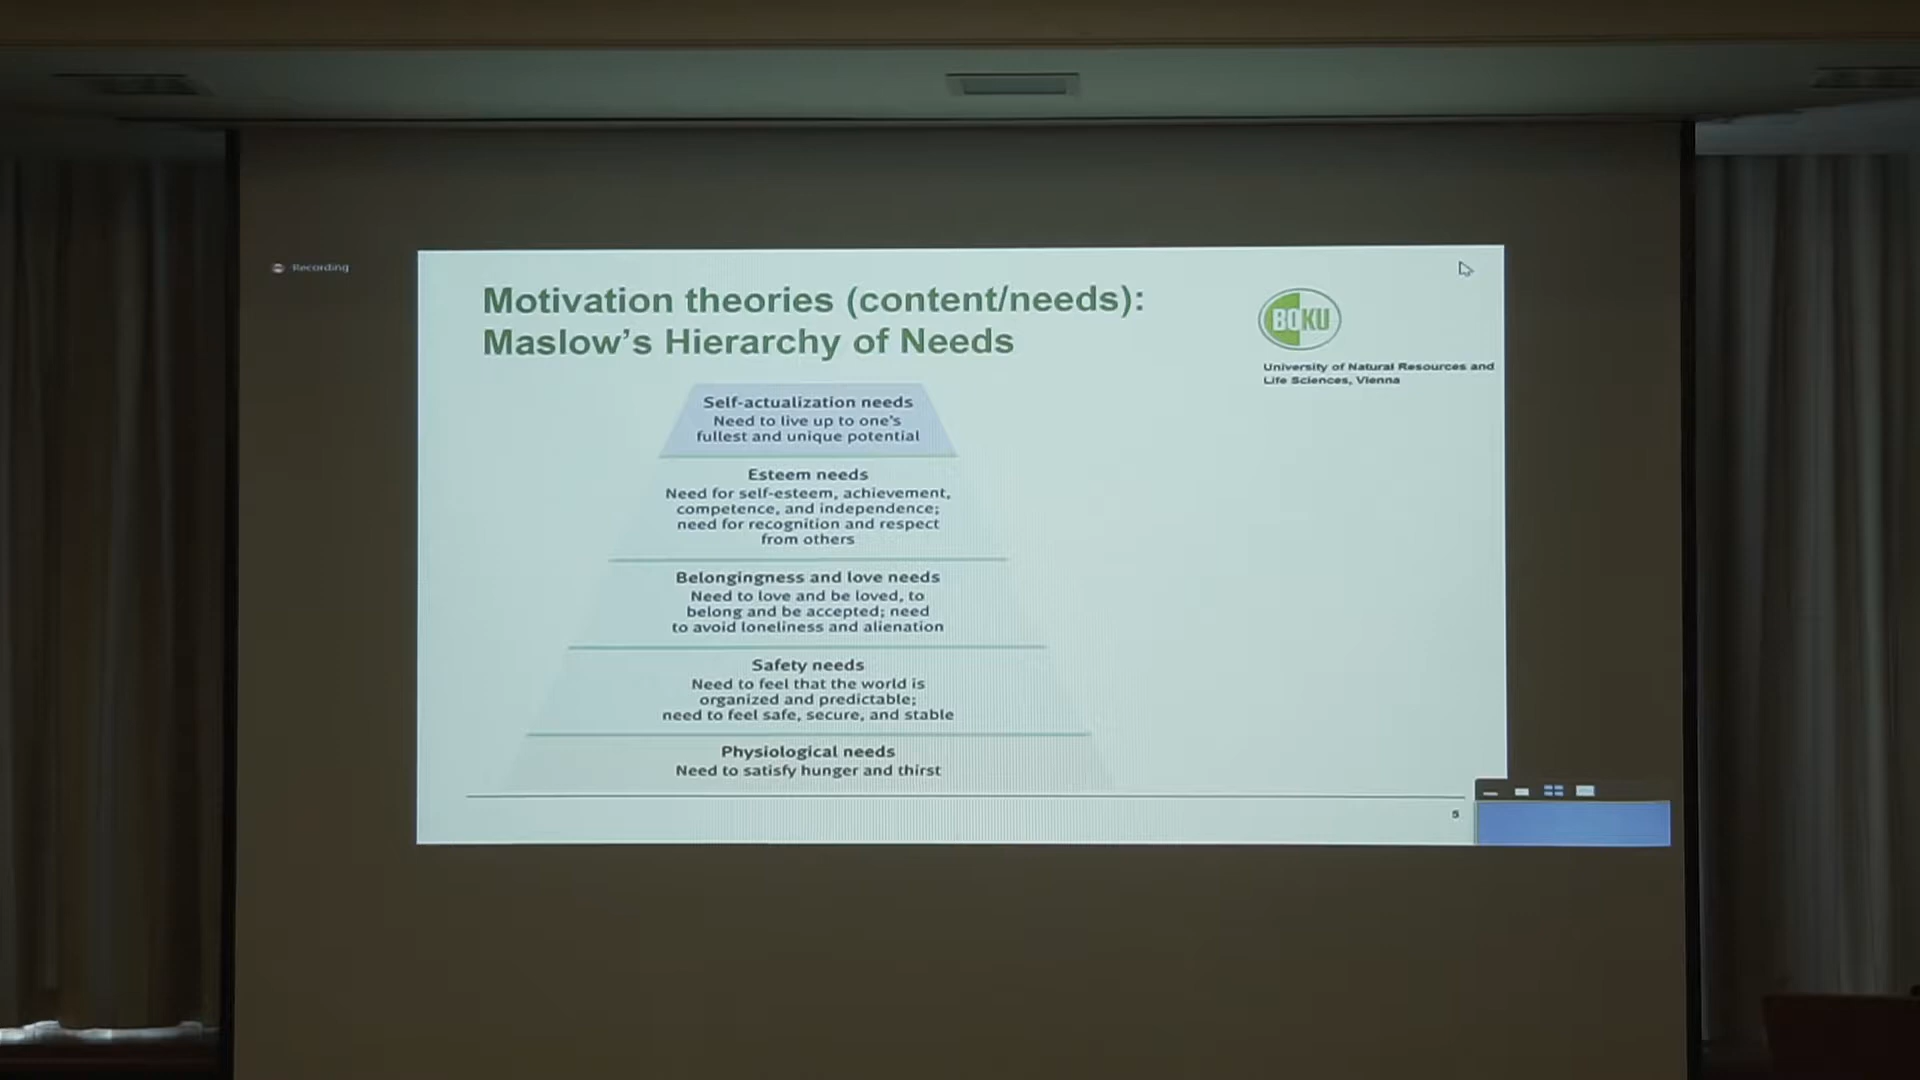 Recording
Motivation theories (content/needs):
Maslow's Hierarchy of Needs
BOKU
University of Natural Resources and
Life Sciences, Vienna
Self-actualization needs
Need to live up to one's
fullest and unique potential
Esteem needs
Need for self-esteem, achievement,
competence, and independence;
need for recognition and respect
from others
Belongingness and love needs
Need to love and be loved, to
belong and be accepted; need
to avoid loneliness and alienation
Safety needs
Need to feel that the world is
organized and predictable;
need to feel safe, secure, and stable
Physiological needs
Need to satisfy hunger and thirst
5